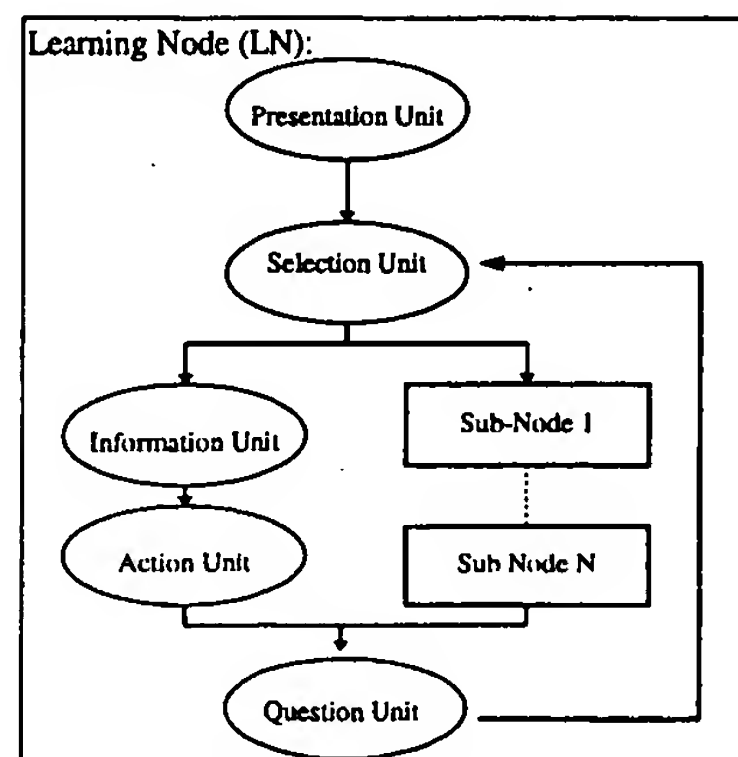 Learning Node (LN):
Presentation Unit
Selection Unit
Information Unit
Sub-Node 1
Action Unit
Sub Node N
Question Unit